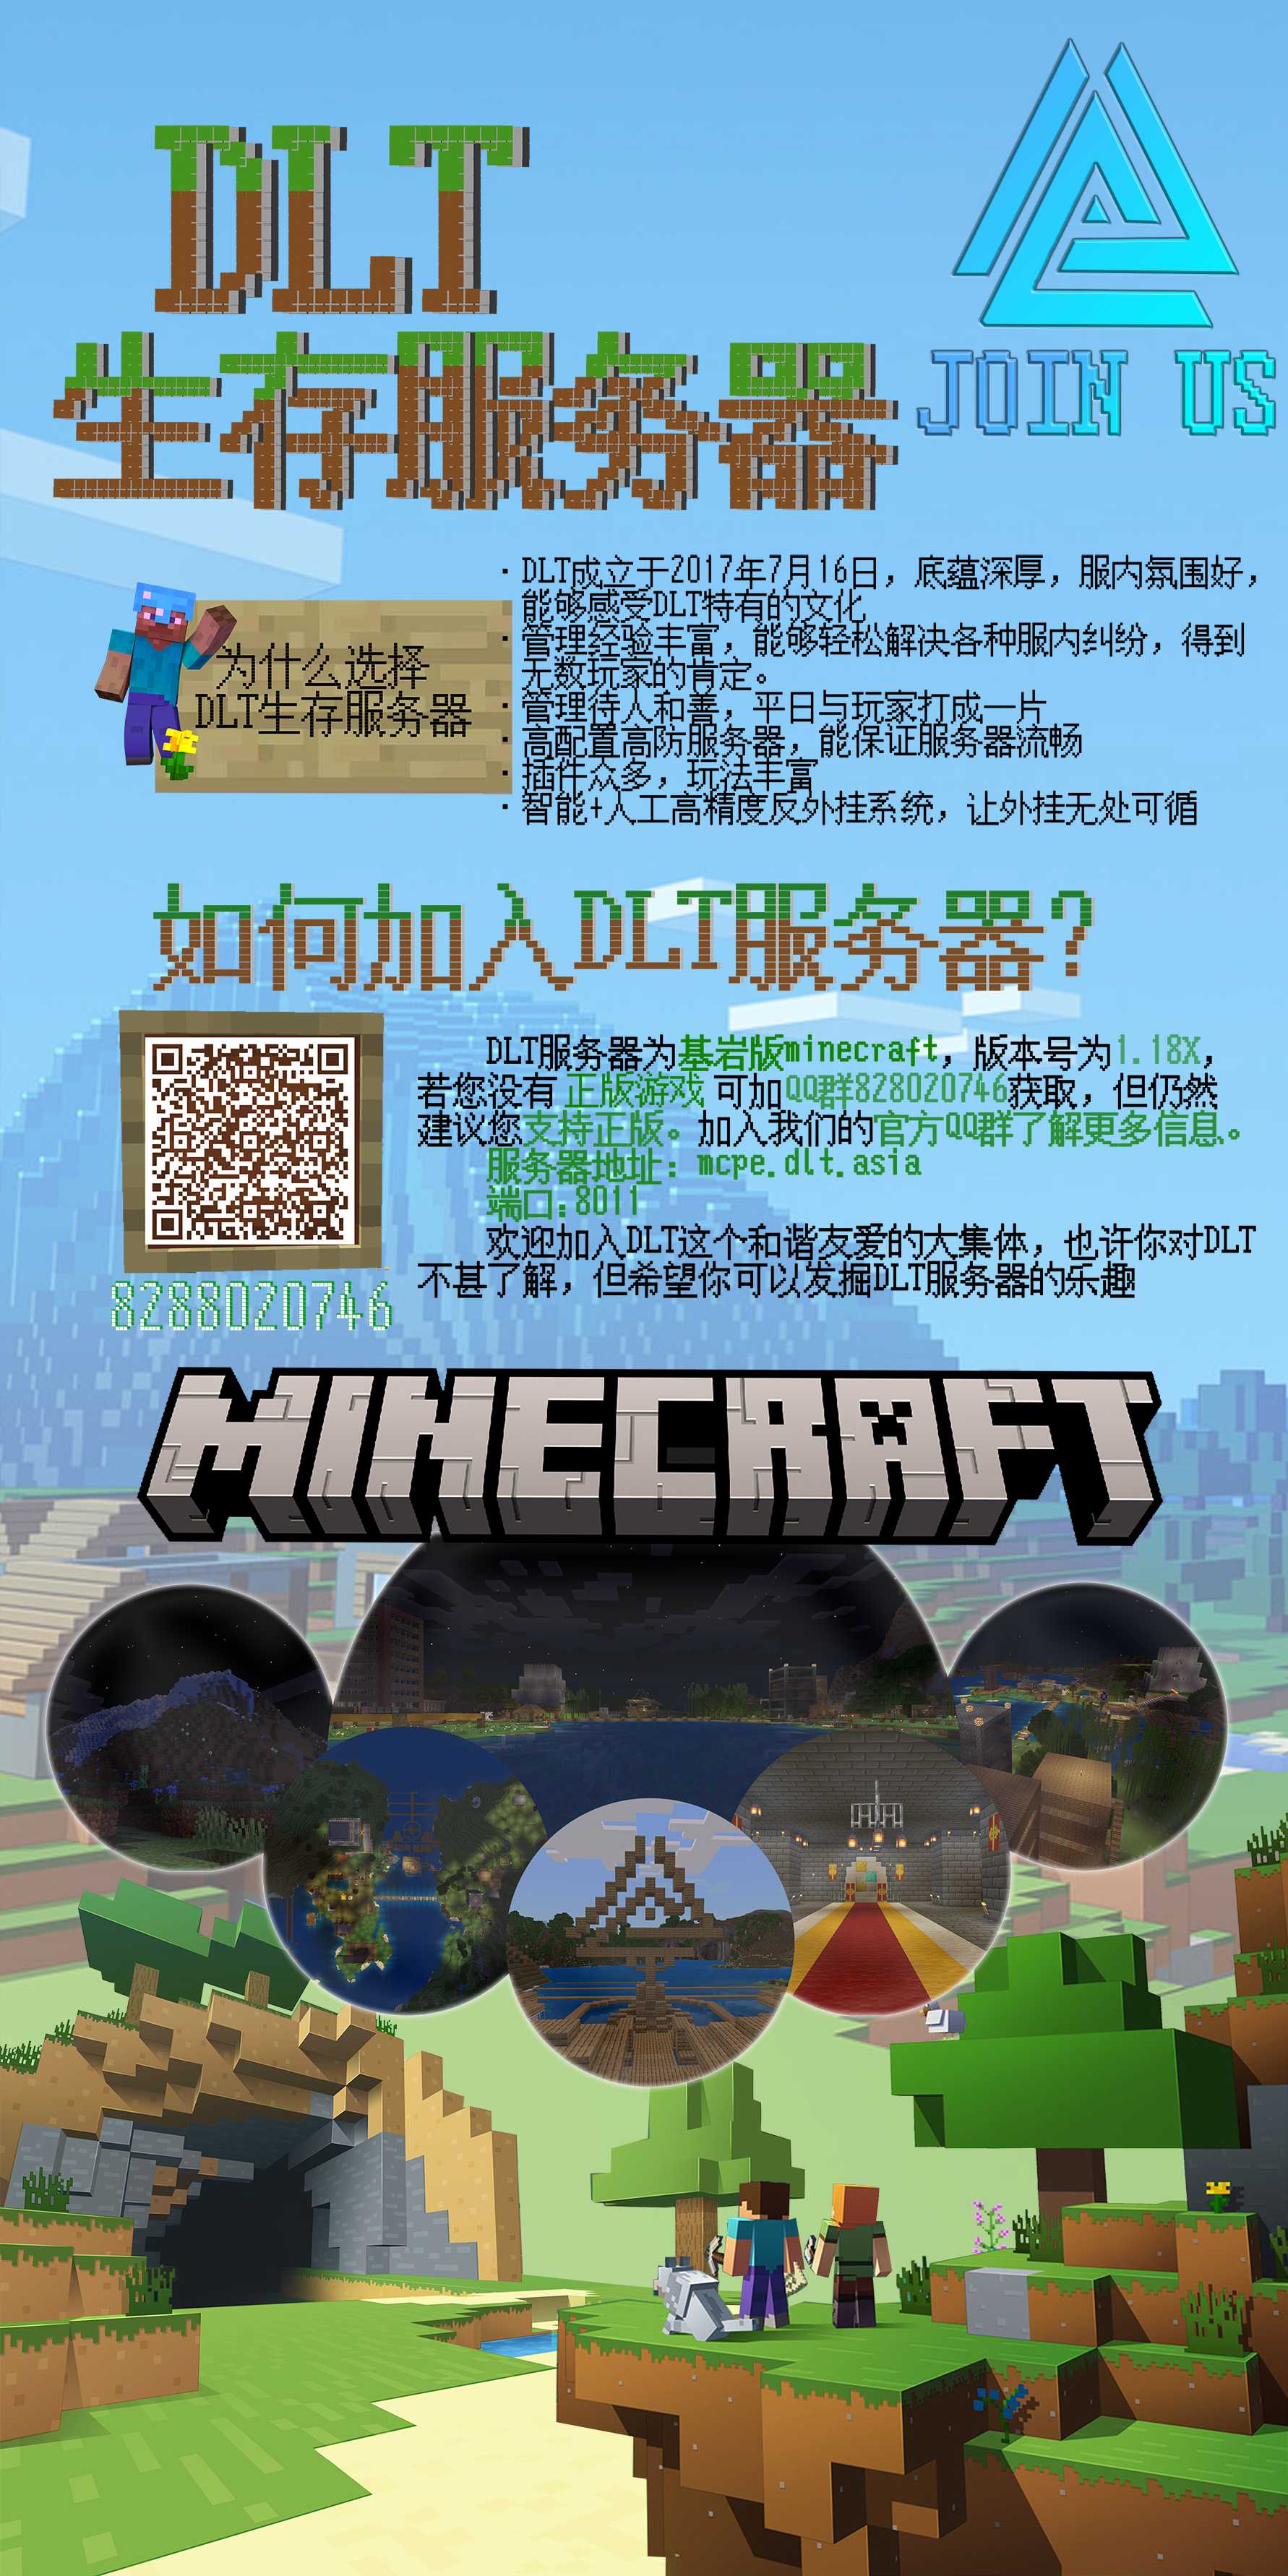 DLT
生存服务器
JOIN US
为什么选择
DLT生存服务器
·DLT成立于2017年7月16日，底蕴深厚，服内氛围好，
能够感受DLT特有的文化
·管理经验丰富，能够轻松解决各种服内纠纷，得到
无数玩家的肯定。
·管理待人和善，平日与玩家打成一片
·高配置高防服务器，能保证服务器流畅
·插件众多，玩法丰富
·智能+人工高精度反外挂系统，让外挂无处可循
如何加入DLT服务器?
DLT服务器为基岩版minecraft，版本号为1.18X，
若您没有正版游戏 可加QQ群828020746获取，但仍然
建议您支持正版。加入我们的官方QQ群了解更多信息。
服务器地址：mcpe.dlt.asia
端口:8011
欢迎加入DLT这个和谐友爱的大集体，也许你对DLT
不甚了解，但希望你可以发掘DLT服务器的乐趣
8288020746
MINECRAFT